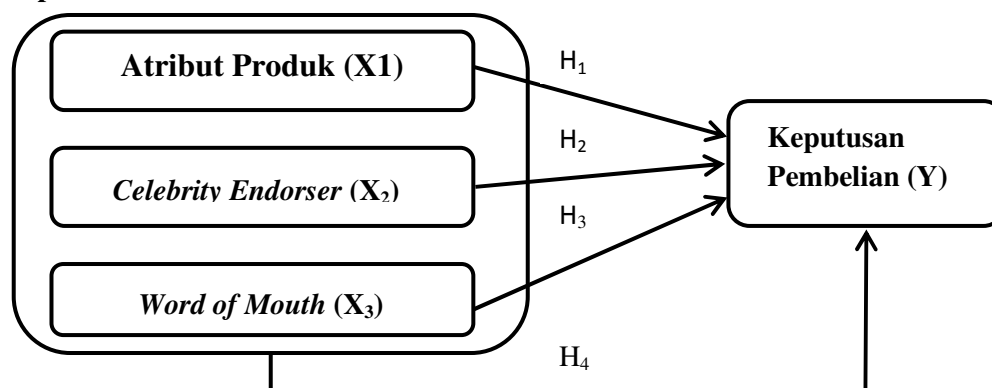 Atribut Produk (X1)
H₁
Celebrity Endorser (X₂)
H₂
Keputusan
Pembelian (Y)
H₃
Word of Mouth (X₃)
H₄